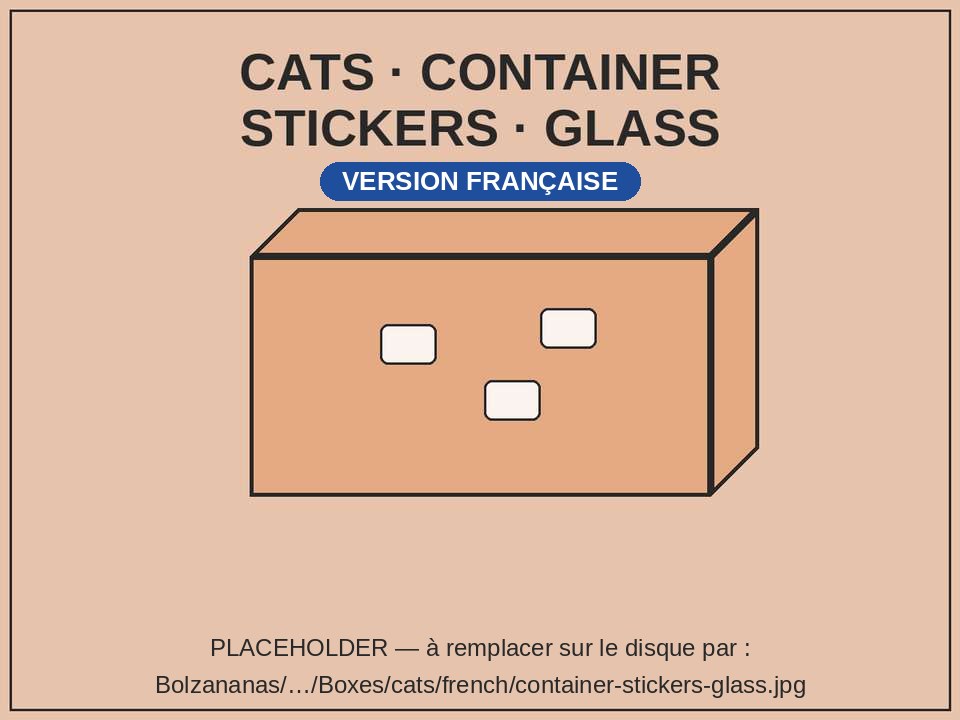 CATS · CONTAINER
STICKERS · GLASS
VERSION FRANÇAISE
PLACEHOLDER — à remplacer sur le disque par :
Bolzananas/…/Boxes/cats/french/container-stickers-glass.jpg